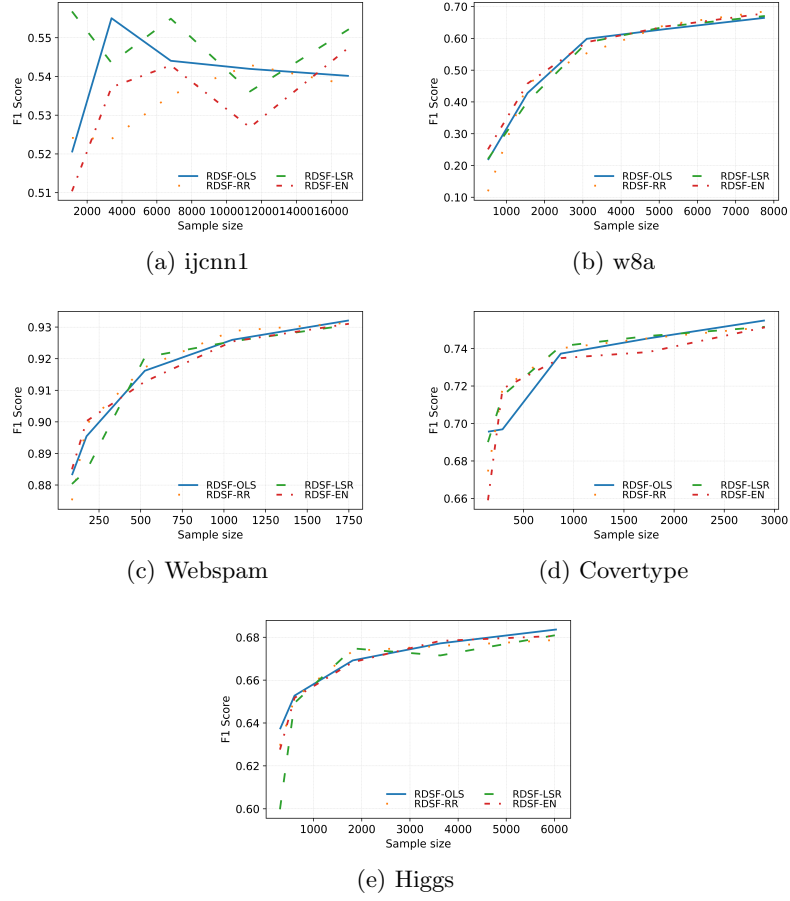 0.55
0.54
0.53
0.52
0.51
F1 Score
2000 4000 6000 8000 10000 12000 14000 16000
Sample size
RDSF-OLS RDSF-LSR
RDSF-RR RDSF-EN
(a) ijcnn1
0.70
0.60
0.50
0.40
0.30
0.20
0.10
F1 Score
1000 2000 3000 4000 5000 6000 7000 8000
Sample size
RDSF-OLS RDSF-LSR
RDSF-RR RDSF-EN
(b) w8a
0.93
0.92
0.91
0.90
0.89
0.88
F1 Score
250 500 750 1000 1250 1500 1750
Sample size
RDSF-OLS RDSF-LSR
RDSF-RR RDSF-EN
(c) Webspam
0.74
0.72
0.70
0.68
0.66
F1 Score
500 1000 1500 2000 2500 3000
Sample size
RDSF-OLS RDSF-LSR
RDSF-RR RDSF-EN
(d) Covertype
0.68
0.66
0.64
0.62
0.60
F1 Score
1000 2000 3000 4000 5000 6000
Sample size
RDSF-OLS RDSF-LSR
RDSF-RR RDSF-EN
(e) Higgs